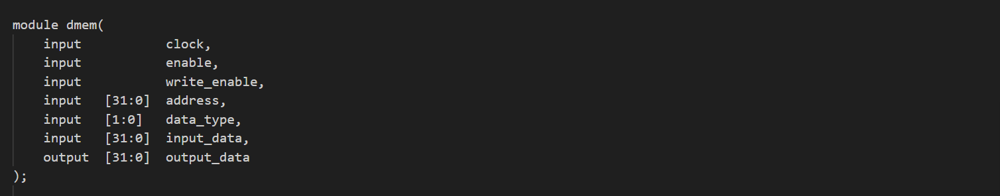 module dmem(
    input           clock,
    input           enable,
    input           write_enable,
    input   [31:0]  address,
    input   [1:0]   data_type,
    input   [31:0]  input_data,
    output  [31:0]  output_data
);